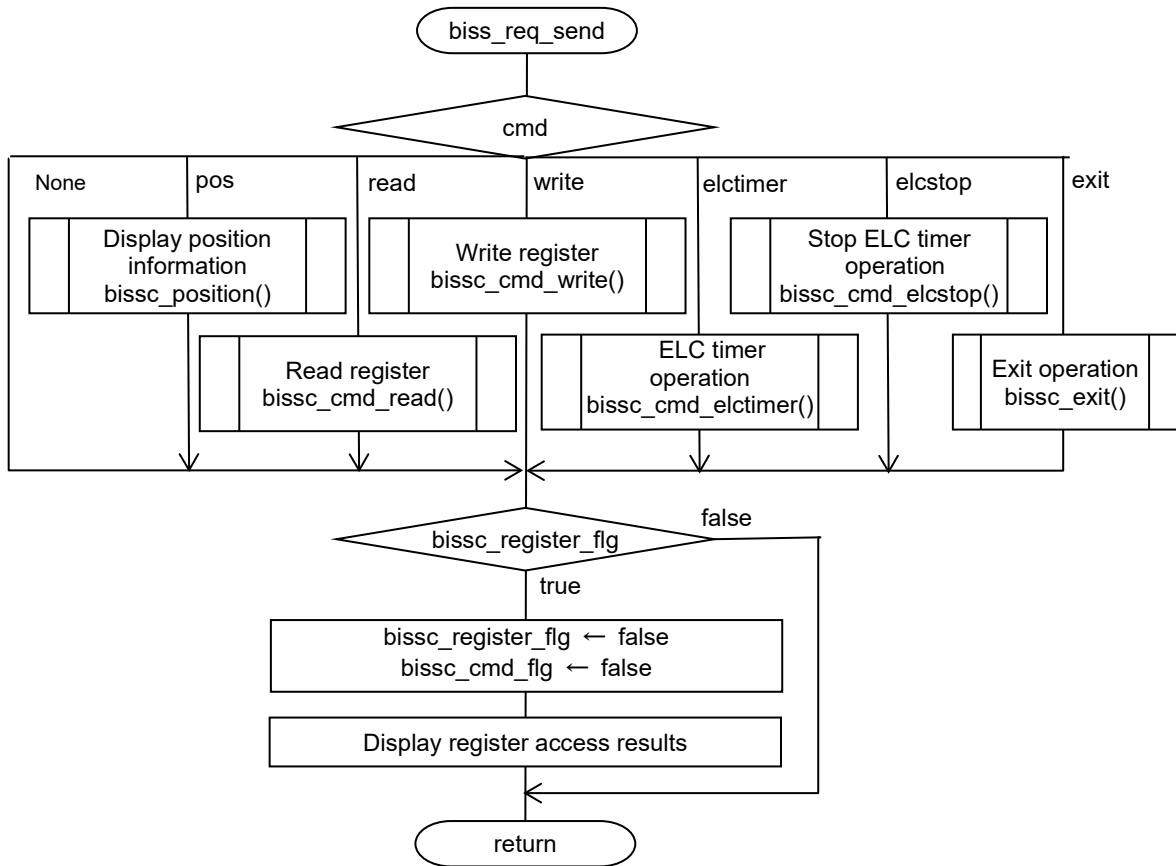 biss_req_send
cmd
None
pos
read
write
elctimer
elcstop
exit
Display position
information
bissc_position()
Write register
bissc_cmd_write()
Stop ELC timer
operation
bissc_cmd_elcstop()
Read register
bissc_cmd_read()
ELC timer
operation
bissc_cmd_elctimer()
Exit operation
bissc_exit()
bissc_register_flg
false
true
bissc_register_flg ← false
bissc_cmd_flg ← false
Display register access results
return